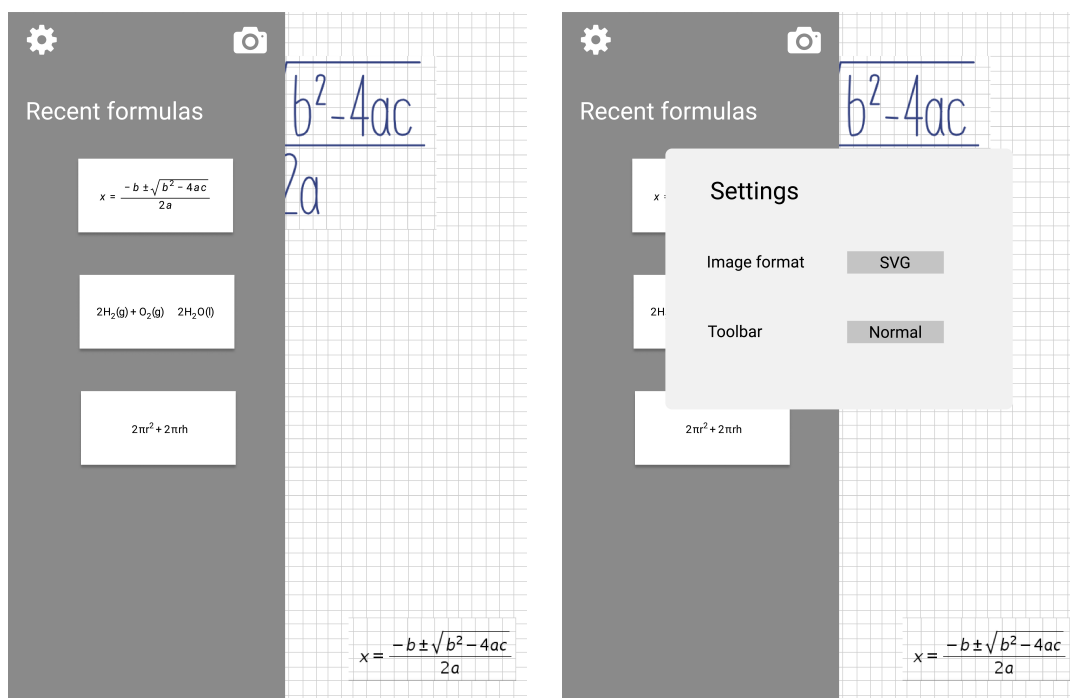 Recent formulas
b² - 4ac
2a
x = −b ±√b² − 4ac
2a
2H₂(g) + O₂(g) 2H₂O(l)
2πr² + 2πrh
x = −b ±√b² − 4ac
2a
Recent formulas
b² - 4ac
x =
Settings
Image format SVG
2H
Toolbar Normal
2πr² + 2πrh
x = −b ±√b² − 4ac
2a